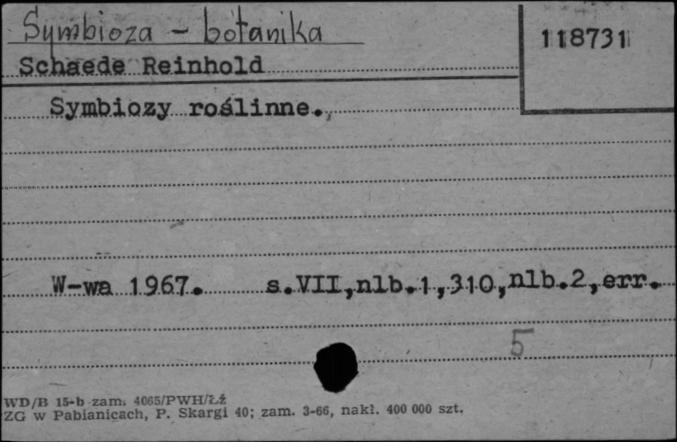 Symbioza - botanika
118731
Schaede Reinhold
Symbiozy roślinne.,
W-wa 1967. s.VII,nlb.1,310,nlb.2,err.
5
WD/B 15-b zam. 4065/PWH/Łź
ZG w Pabianicach, P. Skargi 40; zam. 3-66, nakł. 400 000 szt.